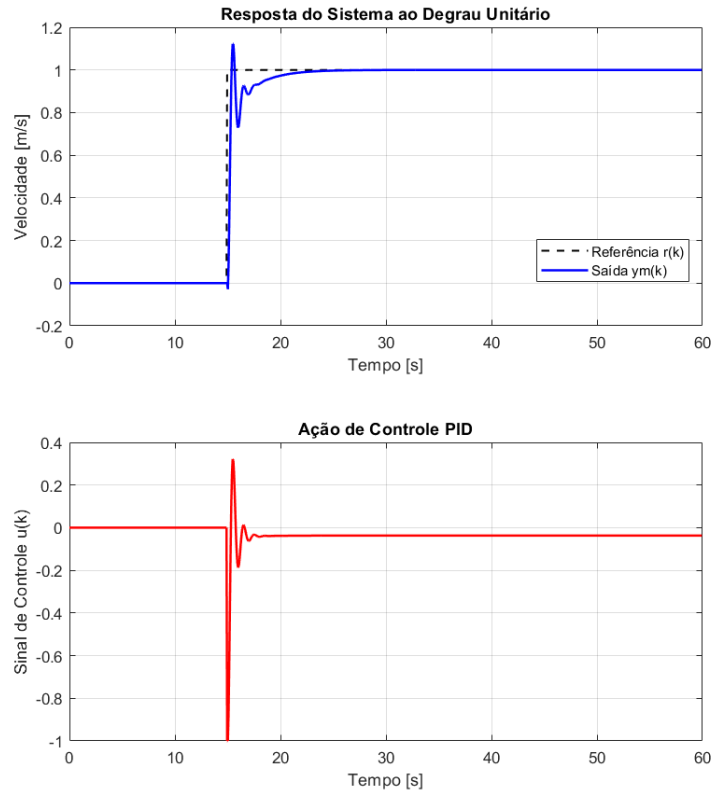 Resposta do Sistema ao Degrau Unitário
1.2
1
0.8
0.6
0.4
0.2
0
-0.2
Velocidade [m/s]
Referência r(k)
Saída ym(k)
0 10 20 30 40 50 60
Tempo [s]
Ação de Controle PID
0.4
0.2
0
-0.2
-0.4
-0.6
-0.8
-1
Sinal de Controle u(k)
0 10 20 30 40 50 60
Tempo [s]